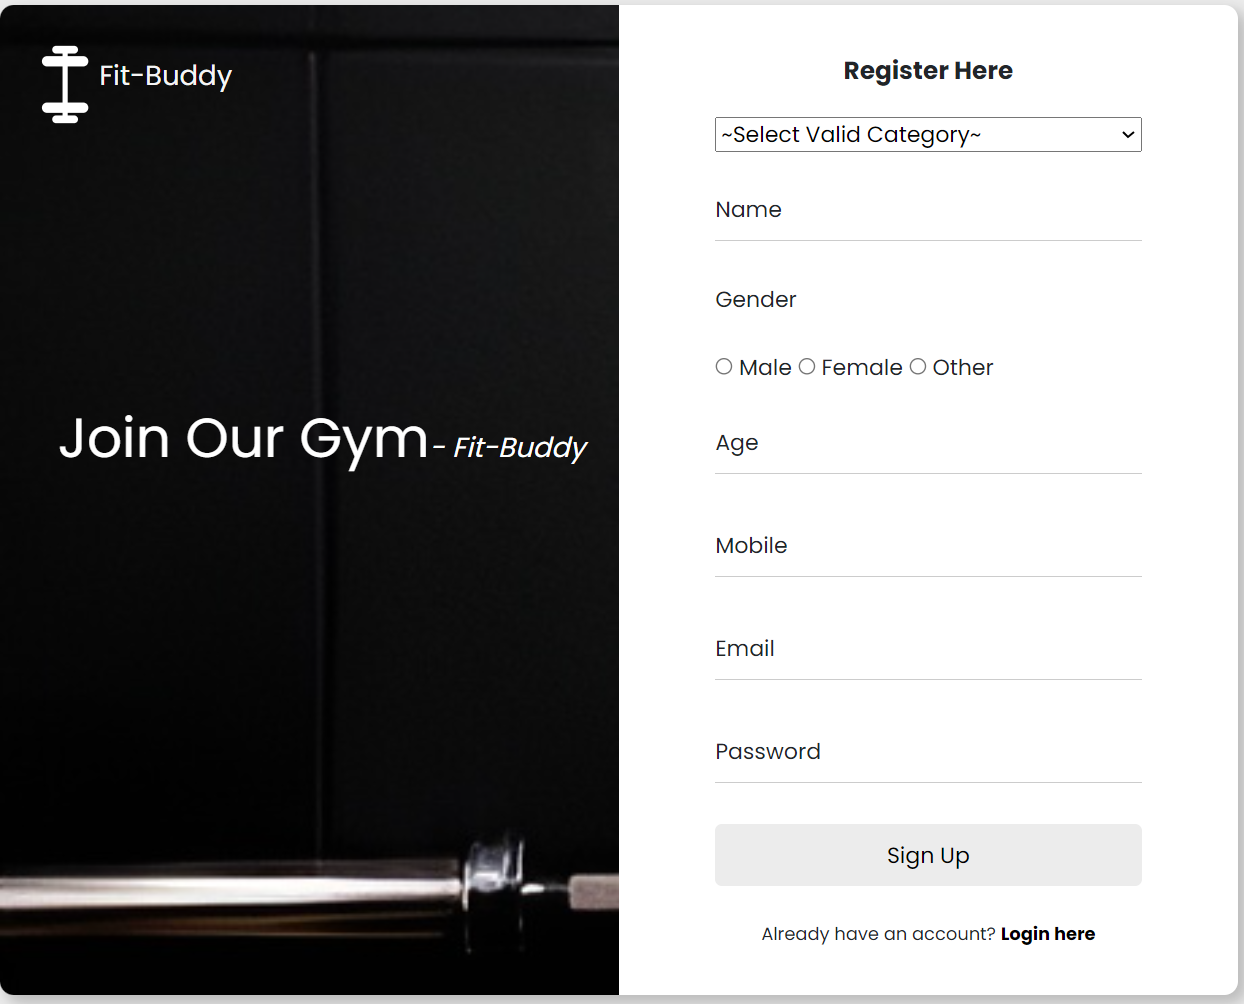 Fit-Buddy
Join Our Gym - Fit-Buddy
Register Here
~Select Valid Category~
Name
Gender
Male Female Other
Age
Mobile
Email
Password
Sign Up
Already have an account? Login here